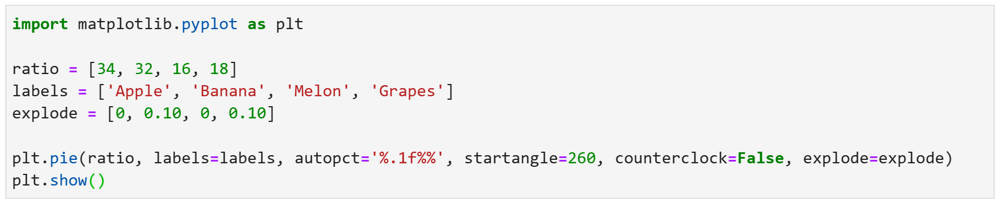 import matplotlib.pyplot as plt
ratio = [34, 32, 16, 18]
labels = ['Apple', 'Banana', 'Melon', 'Grapes']
explode = [0, 0.10, 0, 0.10]
plt.pie(ratio, labels=labels, autopct='%.1f%%', startangle=260, counterclock=False, explode=explode)
plt.show()